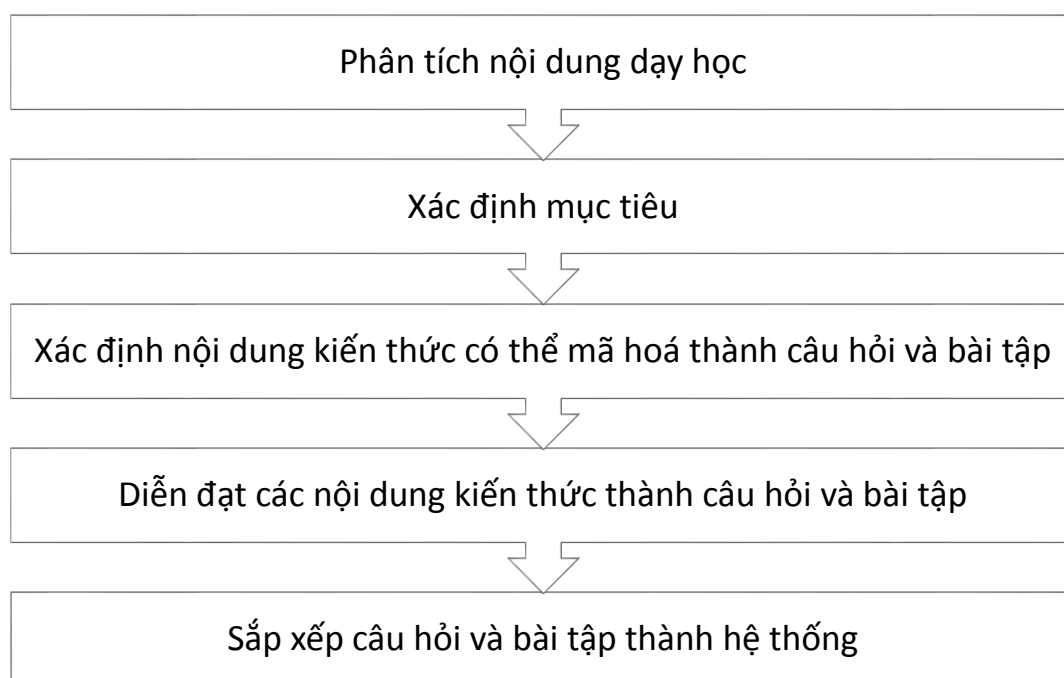 Phân tích nội dung dạy học
Xác định mục tiêu
Xác định nội dung kiến thức có thể mã hoá thành câu hỏi và bài tập
Diễn đạt các nội dung kiến thức thành câu hỏi và bài tập
Sắp xếp câu hỏi và bài tập thành hệ thống